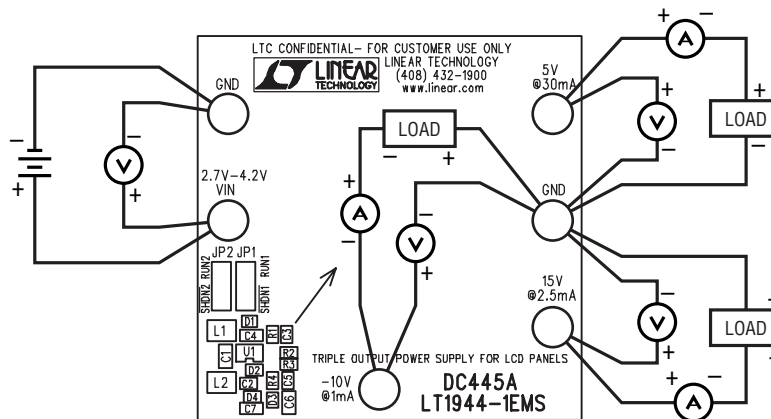 LTC CONFIDENTIAL- FOR CUSTOMER USE ONLY
LINEAR TECHNOLOGY
(408) 432-1900
www.linear.com
LINEAR
TECHNOLOGY
GND
5V
@30mA
+ -
A
+
LOAD
-
+
V
-
LOAD
- +
-
+
-
V
+
2.7V-4.2V
VIN
+
A
-
-
V
+
GND
JP2 JP1
SHDN2 RUN2
SHDN1 RUN1
15V
@2.5mA
+
V
-
-
LOAD
+
- +
A
L1
D1
C4
R1
C3
C1
U1
R2
R3
D2
L2
C2
R4
C5
D4
D3
C6
C7
TRIPLE OUTPUT POWER SUPPLY FOR LCD PANELS
-10V
@1mA
DC445A
LT1944-1EMS